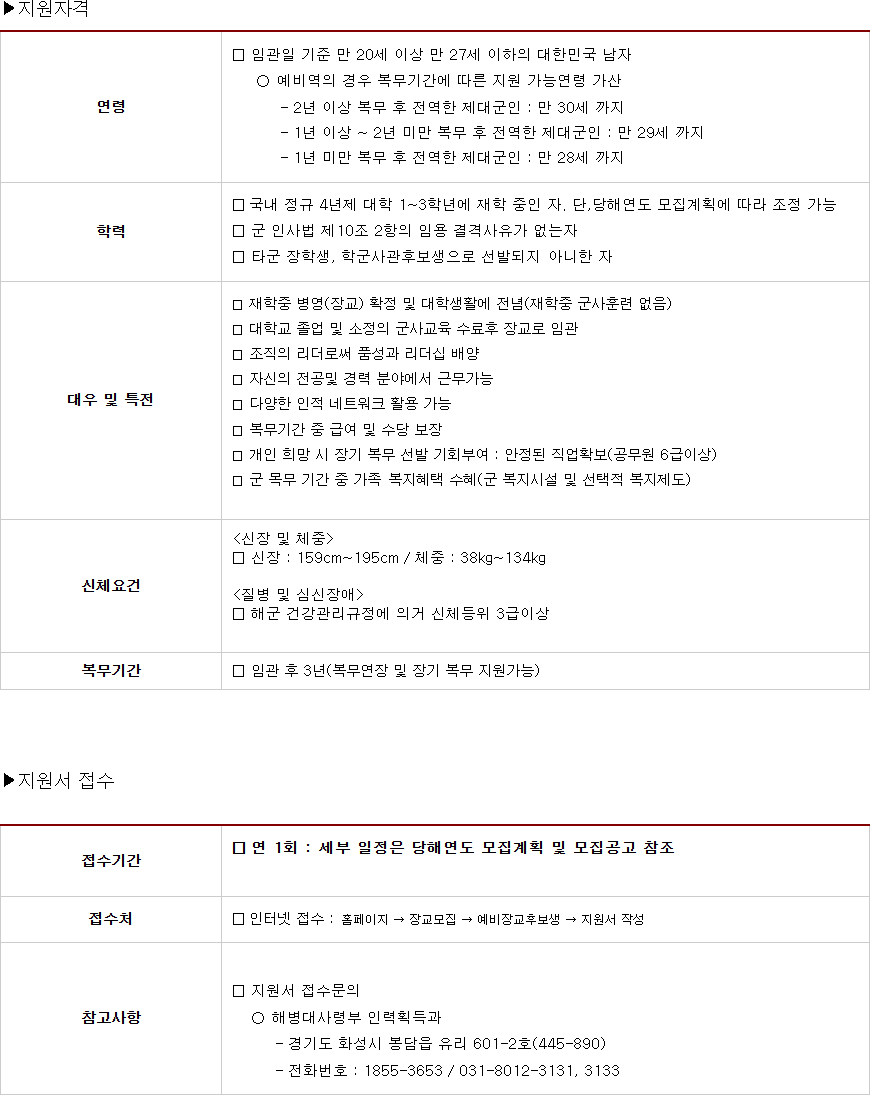 ▶지원자격
연령
□ 임관일 기준 만 20세 이상 만 27세 이하의 대한민국 남자
○ 예비역의 경우 복무기간에 따른 지원 가능연령 가산
- 2년 이상 복무 후 전역한 제대군인 : 만 30세 까지
- 1년 이상 ~ 2년 미만 복무 후 전역한 제대군인 : 만 29세 까지
- 1년 미만 복무 후 전역한 제대군인 : 만 28세 까지
학력
□ 국내 정규 4년제 대학 1~3학년에 재학 중인 자. 단,당해연도 모집계획에 따라 조정 가능
□ 군 인사법 제10조 2항의 임용 결격사유가 없는자
□ 타군 장학생, 학군사관후보생으로 선발되지 아니한 자
대우 및 특전
□ 재학중 병영(장교) 확정 및 대학생활에 전념(재학중 군사훈련 없음)
□ 대학교 졸업 및 소정의 군사교육 수료후 장교로 임관
□ 조직의 리더로써 품성과 리더십 배양
□ 자신의 전공및 경력 분야에서 근무가능
□ 다양한 인적 네트워크 활용 가능
□ 복무기간 중 급여 및 수당 보장
□ 개인 희망 시 장기 복무 선발 기회부여 : 안정된 직업확보(공무원 6급이상)
□ 군 목무 기간 중 가족 복지혜택 수혜(군 복지시설 및 선택적 복지제도)
신체요건
<신장 및 체중>
□ 신장 : 159cm~195cm / 체중 : 38kg~134kg
<질병 및 심신장애>
□ 해군 건강관리규정에 의거 신체등위 3급이상
복무기간
□ 임관 후 3년(복무연장 및 장기 복무 지원가능)
▶지원서 접수
접수기간
□ 연 1회 : 세부 일정은 당해연도 모집계획 및 모집공고 참조
접수처
□ 인터넷 접수 : 홈페이지 → 장교모집 → 예비장교후보생 → 지원서 작성
참고사항
□ 지원서 접수문의
○ 해병대사령부 인력획득과
- 경기도 화성시 봉담읍 유리 601-2호(445-890)
- 전화번호 : 1855-3653 / 031-8012-3131, 3133